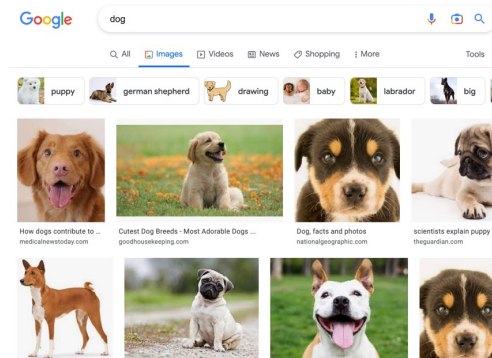 Google
dog
All Images Videos News Shopping More Tools
puppy german shepherd drawing baby labrador big
How dogs contribute to ... Cutest Dog Breeds - Most Adorable Dogs ... Dog, facts and photos scientists explain puppy
medicalnewstoday.com goodhousekeeping.com nationalgeographic.com theguardian.com